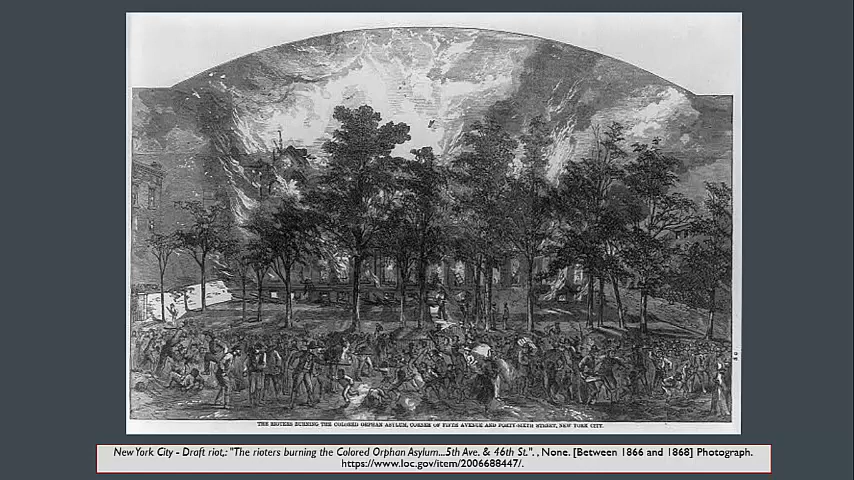 THE RIOTERS BURNING THE COLORED ORPHAN ASYLUM, CORNER OF FIFTH AVENUE AND FORTY-SIXTH STREET, NEW YORK CITY.
New York City - Draft riot,: "The rioters burning the Colored Orphan Asylum...5th Ave. & 46th St.". , None. [Between 1866 and 1868] Photograph.
https://www.loc.gov/item/2006688447/.